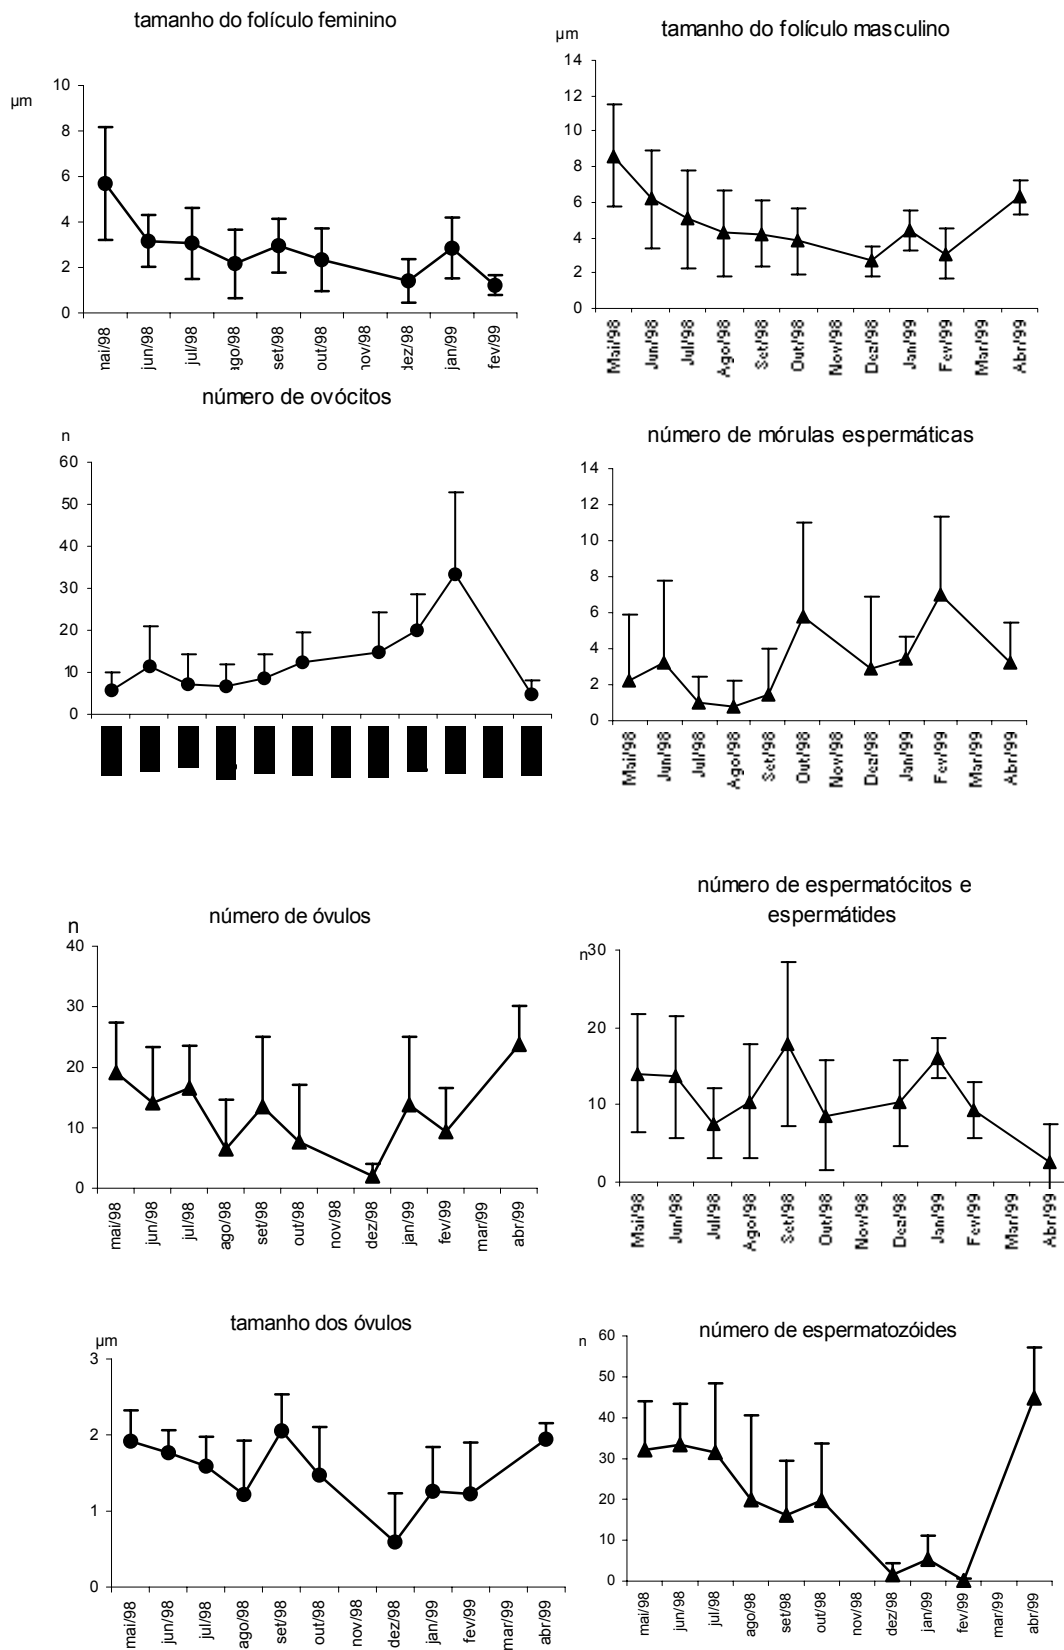 tamanho do folículo feminino
µm
10
8
6
4
2
0
mai/98
jun/98
jul/98
ago/98
set/98
out/98
nov/98
dez/98
jan/99
fev/99
tamanho do folículo masculino
µm
14
12
10
8
6
4
2
0
Mai/98
Jun/98
Jul/98
Ago/98
Set/98
Out/98
Nov/98
Dez/98
Jan/99
Fev/99
Mar/99
Abr/99
número de ovócitos
n
60
50
40
30
20
10
0
número de mórulas espermáticas
14
12
10
8
6
4
2
0
Mai/98
Jun/98
Jul/98
Ago/98
Set/98
Out/98
Nov/98
Dez/98
Jan/99
Fev/99
Mar/99
Abr/99
número de óvulos
n
40
30
20
10
0
mai/98
jun/98
jul/98
ago/98
set/98
out/98
nov/98
dez/98
jan/99
fev/99
mar/99
abr/99
número de espermatócitos e
espermátides
n
30
20
10
0
Mai/98
Jun/98
Jul/98
Ago/98
Set/98
Out/98
Nov/98
Dez/98
Jan/99
Fev/99
Mar/99
Abr/99
tamanho dos óvulos
µm
3
2
1
0
mai/98
jun/98
jul/98
ago/98
set/98
out/98
nov/98
dez/98
jan/99
fev/99
mar/99
abr/99
número de espermatozóides
n
60
50
40
30
20
10
0
mai/98
jun/98
jul/98
ago/98
set/98
out/98
nov/98
dez/98
jan/99
fev/99
mar/99
abr/99